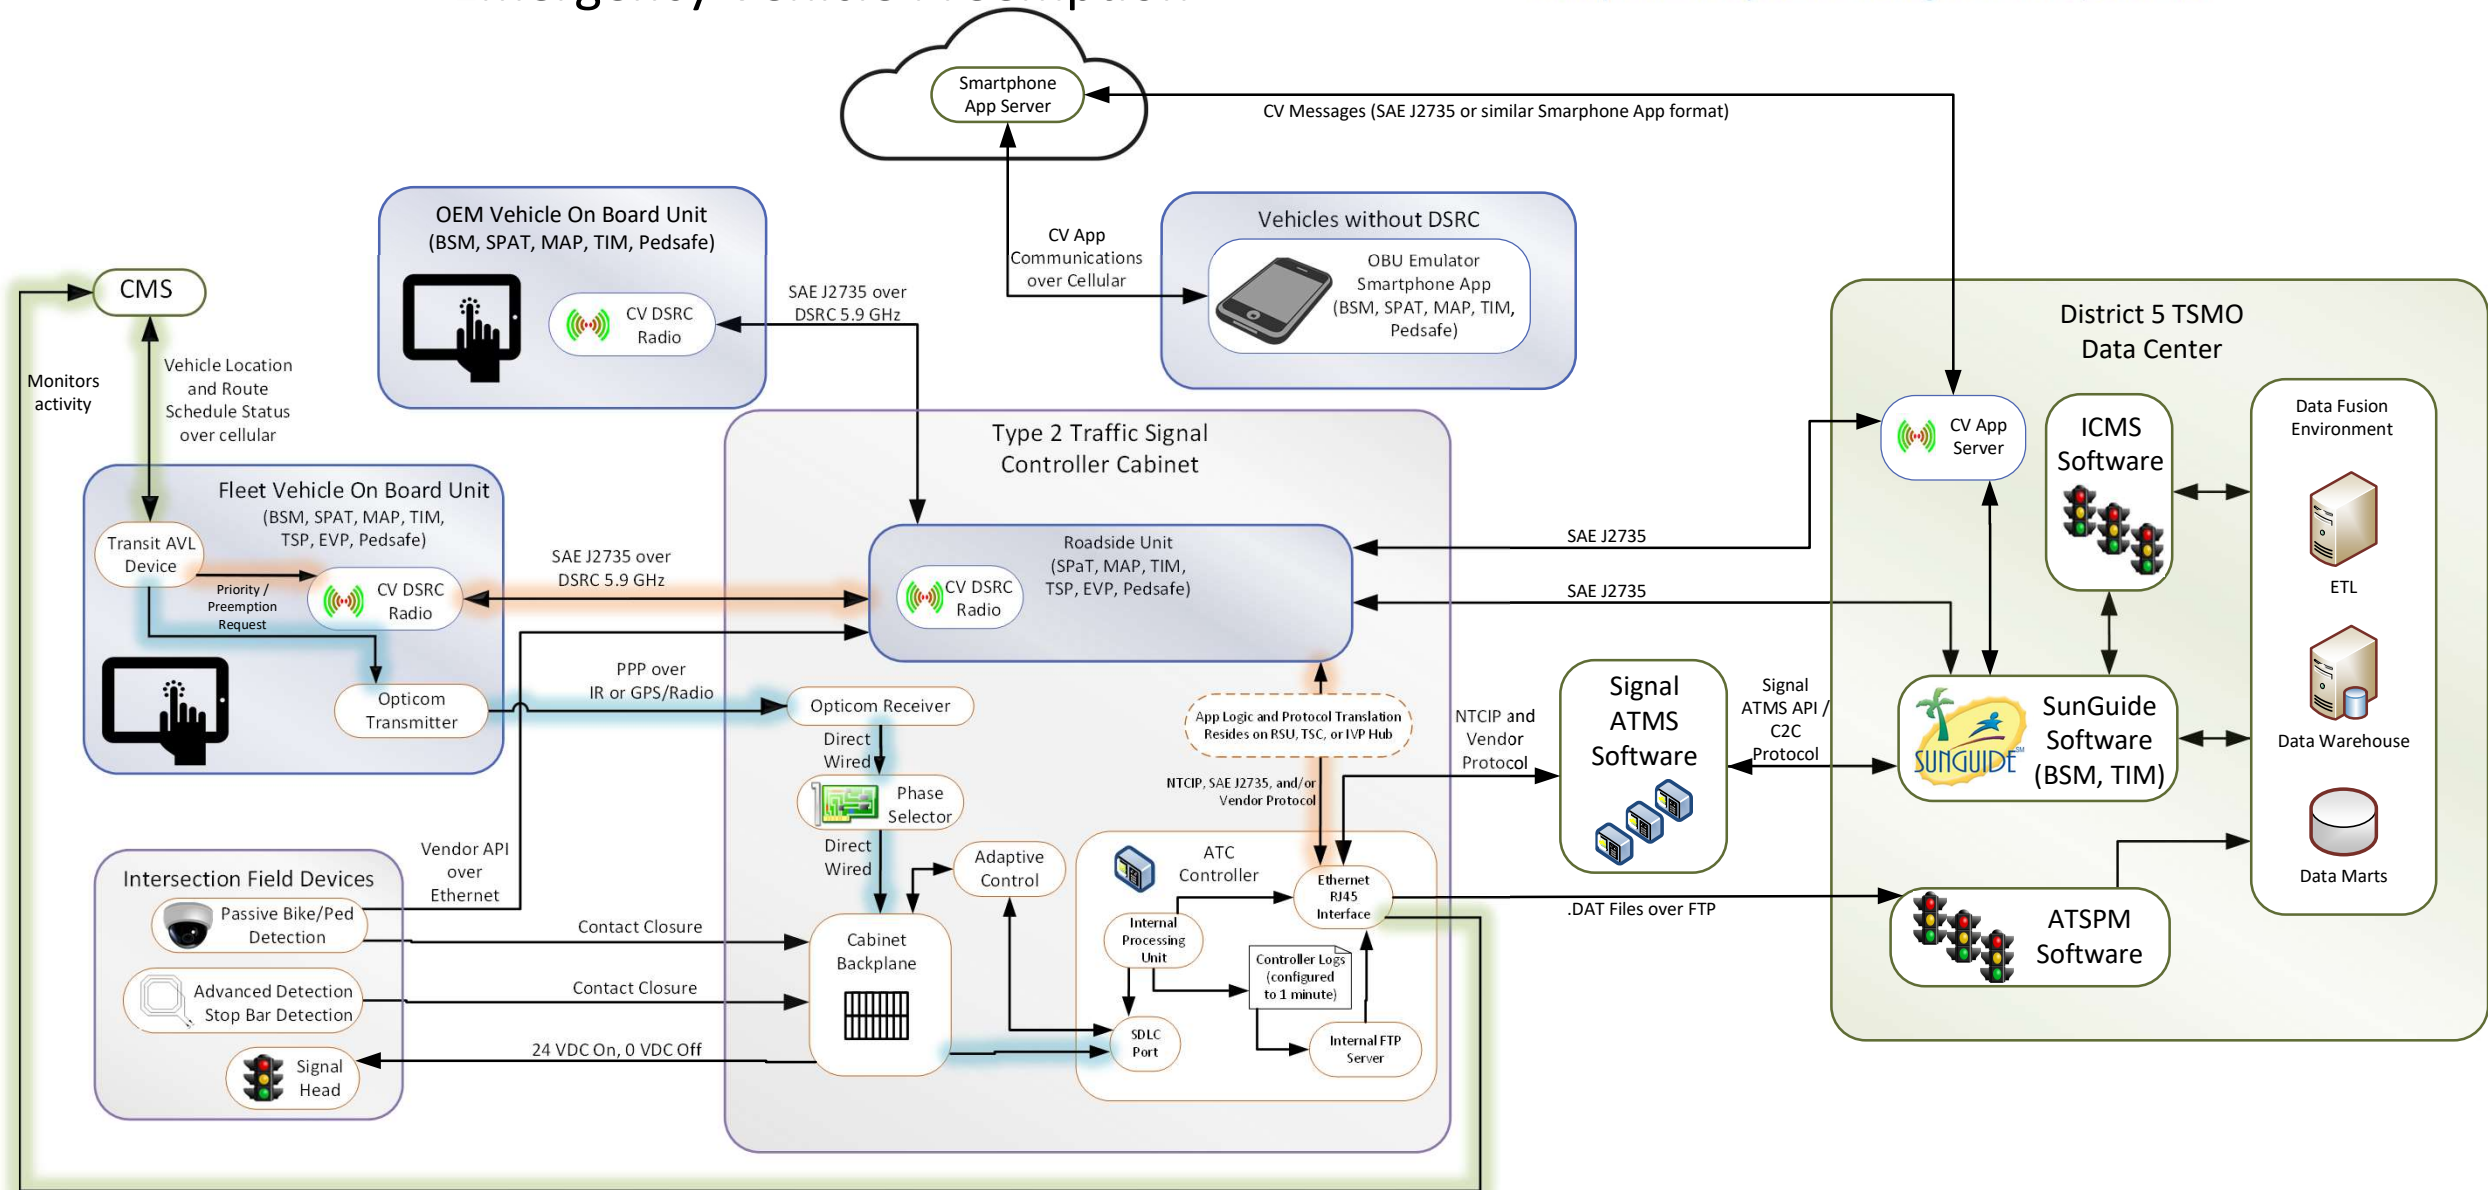 Smartphone
App Server
CV Messages (SAE J2735 or similar Smarphone App format)
OEM Vehicle On Board Unit
(BSM, SPAT, MAP, TIM, Pedsafe)
CV DSRC
Radio
SAE J2735 over
DSRC 5.9 GHz
CV App
Communications
over Cellular
Vehicles without DSRC
OBU Emulator
Smartphone App
(BSM, SPAT, MAP, TIM,
Pedsafe)
CMS
Monitors
activity
Vehicle Location
and Route
Schedule Status
over cellular
Fleet Vehicle On Board Unit
(BSM, SPAT, MAP, TIM,
TSP, EVP, Pedsafe)
Transit AVL
Device
Priority /
Preemption
Request
CV DSRC
Radio
Opticom
Transmitter
SAE J2735 over
DSRC 5.9 GHz
PPP over
IR or GPS/Radio
Type 2 Traffic Signal
Controller Cabinet
Roadside Unit
(SPaT, MAP, TIM,
TSP, EVP, Pedsafe)
CV DSRC
Radio
Opticom Receiver
Direct
Wired
Phase
Selector
Direct
Wired
App Logic and Protocol Translation
Resides on RSU, TSC, or IVP Hub
NTCIP, SAE J2735, and/or
Vendor Protocol
Adaptive
Control
Cabinet
Backplane
ATC
Controller
Ethernet
RJ45
Interface
Internal
Processing
Unit
Controller Logs
(configured
to 1 minute)
SDLC
Port
Internal FTP
Server
Intersection Field Devices
Passive Bike/Ped
Detection
Advanced Detection
Stop Bar Detection
Signal
Head
Vendor API
over
Ethernet
Contact Closure
Contact Closure
24 VDC On, 0 VDC Off
SAE J2735
SAE J2735
NTCIP and
Vendor
Protocol
Signal
ATMS
Software
Signal
ATMS API /
C2C
Protocol
.DAT Files over FTP
District 5 TSMO
Data Center
CV App
Server
ICMS
Software
SUNGUIDE SM
SunGuide
Software
(BSM, TIM)
ATSPM
Software
Data Fusion
Environment
ETL
Data Warehouse
Data Marts